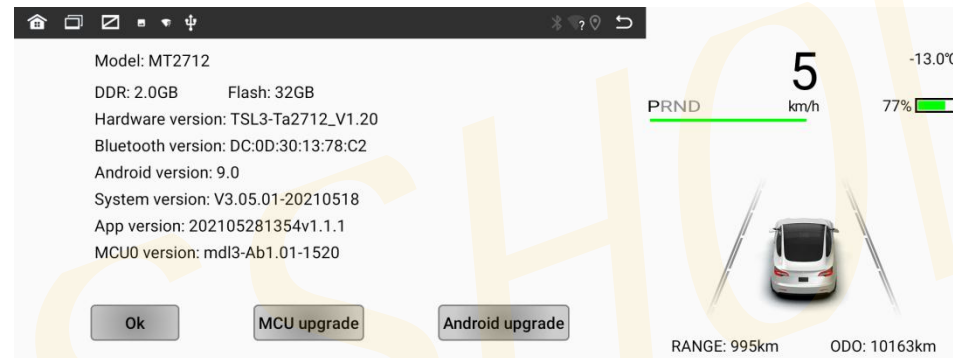 ?
Model: MT2712
DDR: 2.0GB Flash: 32GB
Hardware version: TSL3-Ta2712_V1.20
Bluetooth version: DC:0D:30:13:78:C2
Android version: 9.0
System version: V3.05.01-20210518
App version: 202105281354v1.1.1
MCU0 version: mdl3-Ab1.01-1520
Ok MCU upgrade Android upgrade
5 -13.0℃
PRND km/h 77%
RANGE: 995km ODO: 10163km